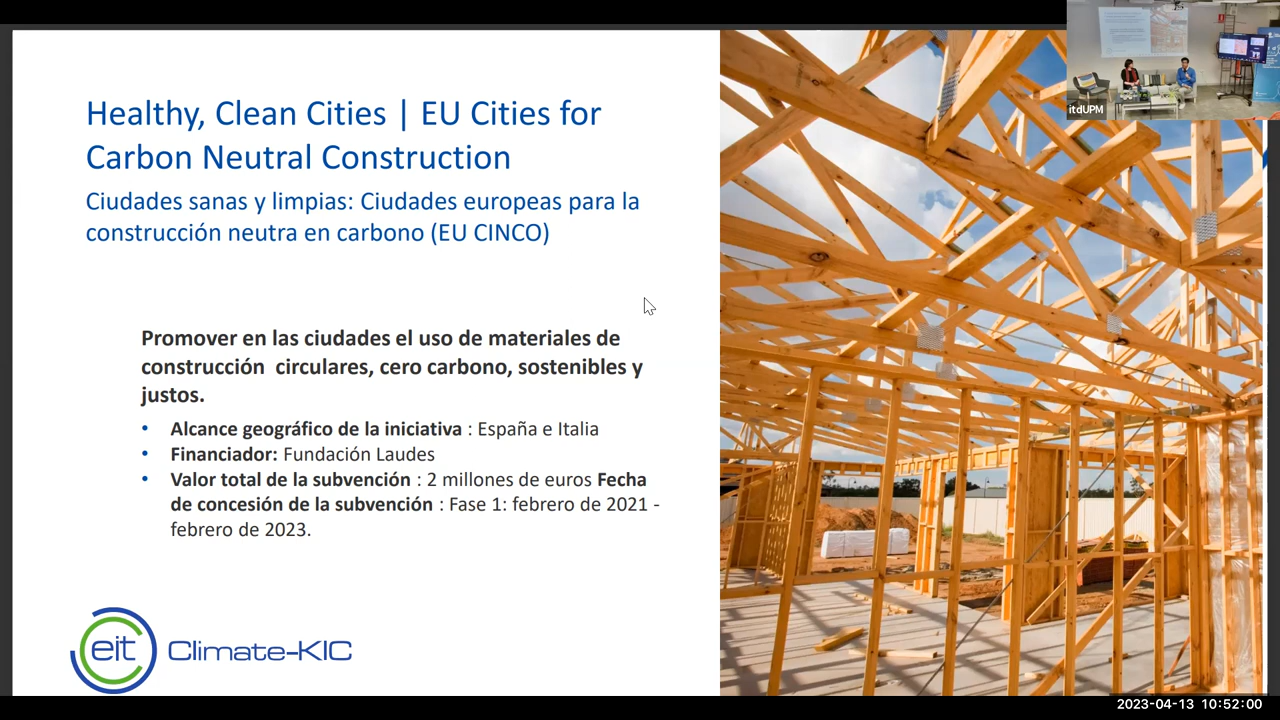 Healthy, Clean Cities | EU Cities for
Carbon Neutral Construction
Ciudades sanas y limpias: Ciudades europeas para la
construcción neutra en carbono (EU CINCO)
Promover en las ciudades el uso de materiales de
construcción circulares, cero carbono, sostenibles y
justos.
• Alcance geográfico de la iniciativa : España e Italia
• Financiador: Fundación Laudes
• Valor total de la subvención : 2 millones de euros Fecha
de concesión de la subvención : Fase 1: febrero de 2021 -
febrero de 2023.
eit Climate-KIC
itdUPM
2023-04-13 10:52:00